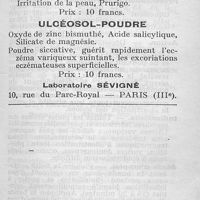 Irritation de la peau, Prurigo.
Prix : 10 francs.
ULCÉOSOL-POUDRE
Oxyde de zinc bismuthé, Acide salicylique,
Silicate de magnésie.
Poudre siccative, guérit rapidement l'ec-
zéma variqueux suintant, les excoriations
eczémateuses superficielles.
Prix : 10 francs.
Laboratoire SÉVIGNÉ
10, rue du Parc-Royal — PARIS (IIIe).